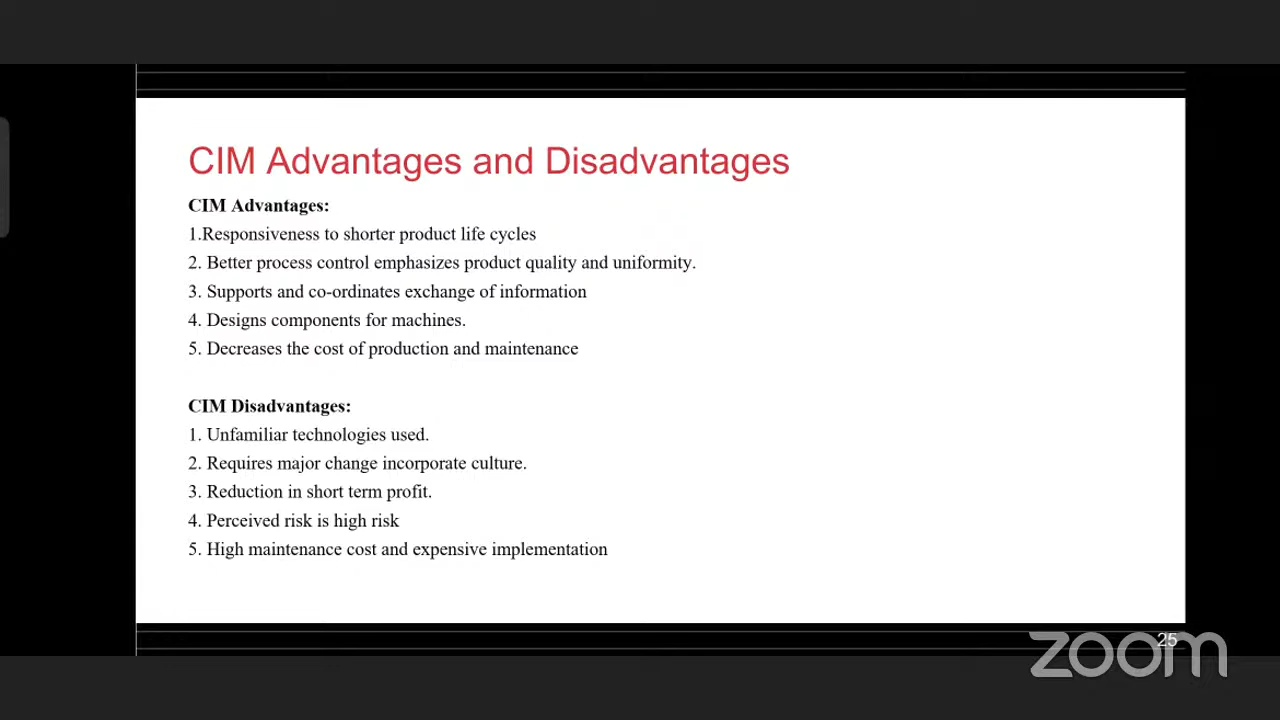 CIM Advantages and Disadvantages
CIM Advantages:
1.Responsiveness to shorter product life cycles
2. Better process control emphasizes product quality and uniformity.
3. Supports and co-ordinates exchange of information
4. Designs components for machines.
5. Decreases the cost of production and maintenance
CIM Disadvantages:
1. Unfamiliar technologies used.
2. Requires major change incorporate culture.
3. Reduction in short term profit.
4. Perceived risk is high risk
5. High maintenance cost and expensive implementation
25
zoom